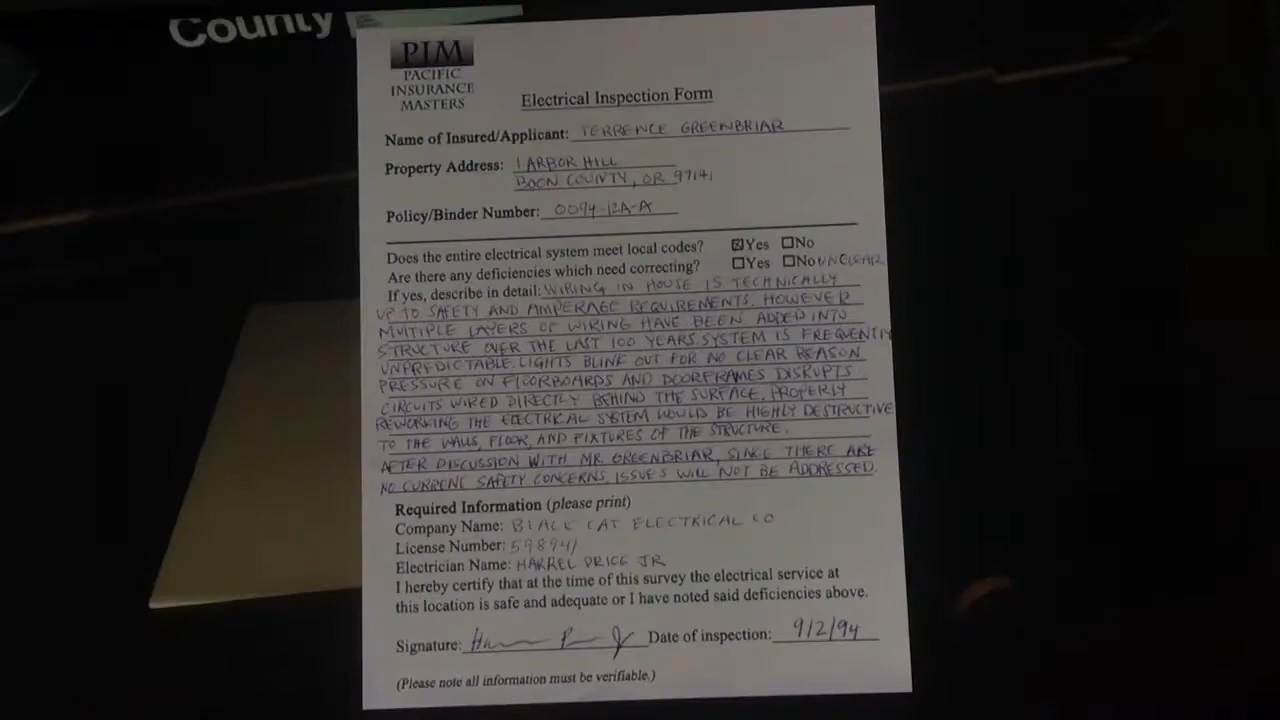 County
PIM
PACIFIC
INSURANCE
MASTERS
Electrical Inspection Form
Name of Insured/Applicant: TERRENCE GREENBRIAR
Property Address: 1 ARBOR HILL
BOON COUNTY, OR 97141
Policy/Binder Number: 0094-12A-A
Does the entire electrical system meet local codes? ☒Yes ☐No
Are there any deficiencies which need correcting? ☐Yes ☐No UNCLEAR
If yes, describe in detail: WIRING IN HOUSE IS TECHNICALLY
UP TO SAFETY AND AMPERAGE REQUIREMENTS. HOWEVER
MULTIPLE LAYERS OF WIRING HAVE BEEN ADDED INTO
STRUCTURE OVER THE LAST 100 YEARS SYSTEM IS FREQUENTLY
UNPREDICTABLE. LIGHTS BLINK OUT FOR NO CLEAR REASON
PRESSURE ON FLOORBOARDS AND DOORFRAMES DISRUPTS
CIRCUITS WIRED DIRECTLY BEHIND THE SURFACE. PROPERLY
REWORKING THE ELECTRICAL SYSTEM WOULD BE HIGHLY DESTRUCTIVE
TO THE WALLS, FLOOR, AND FIXTURES OF THE STRUCTURE.
AFTER DISCUSSION WITH MR. GREENBRIAR, SINCE THERE ARE
NO CURRENT SAFETY CONCERNS, ISSUES WILL NOT BE ADDRESSED.
Required Information (please print)
Company Name: BLACK CAT ELECTRICAL CO
License Number: 598941
Electrician Name: HARREL PRICE JR
I hereby certify that at the time of this survey the electrical service at
this location is safe and adequate or I have noted said deficiencies above.
Signature: Date of inspection: 9/2/94
(Please note all information must be verifiable.)